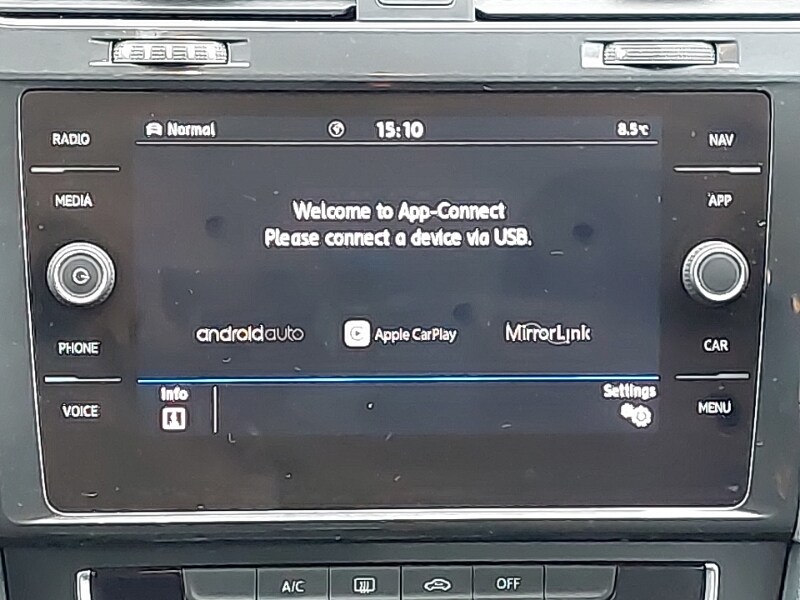 RADIO
Normal
15:10
8.5°C
NAV
MEDIA
APP
Welcome to App-Connect
Please connect a device via USB.
androidauto
Apple CarPlay
MirrorLink
PHONE
CAR
Info
Settings
VOICE
MENU
A/C
OFF